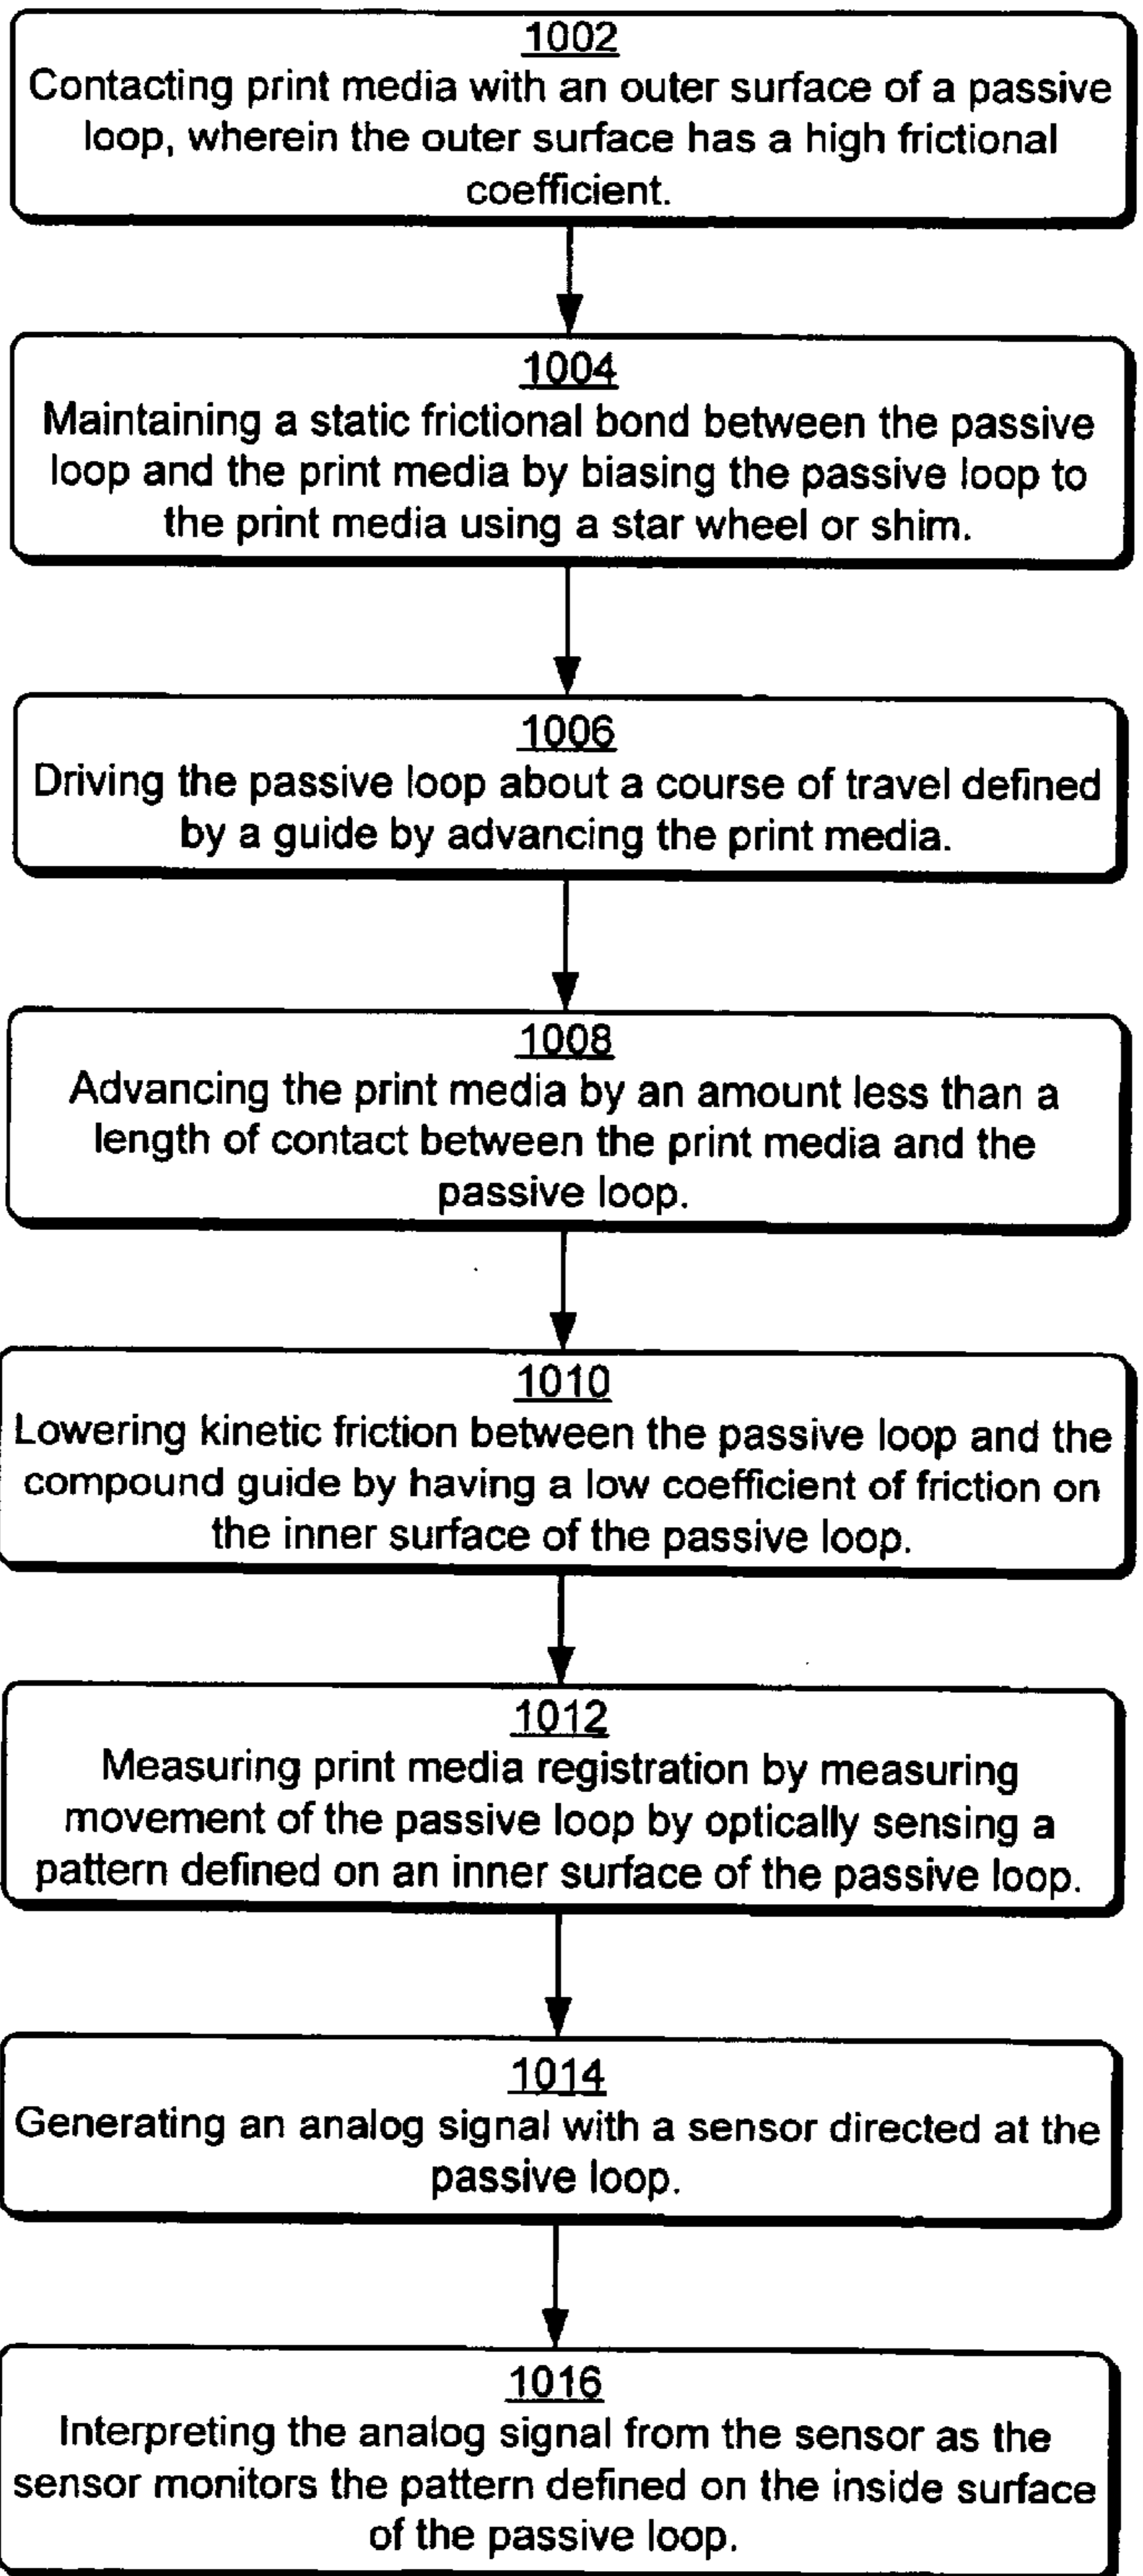 1002
Contacting print media with an outer surface of a passive
loop, wherein the outer surface has a high frictional
coefficient.
1004
Maintaining a static frictional bond between the passive
loop and the print media by biasing the passive loop to
the print media using a star wheel or shim.
1006
Driving the passive loop about a course of travel defined
by a guide by advancing the print media.
1008
Advancing the print media by an amount less than a
length of contact between the print media and the
passive loop.
1010
Lowering kinetic friction between the passive loop and the
compound guide by having a low coefficient of friction on
the inner surface of the passive loop.
1012
Measuring print media registration by measuring
movement of the passive loop by optically sensing a
pattern defined on an inner surface of the passive loop.
1014
Generating an analog signal with a sensor directed at the
passive loop.
1016
Interpreting the analog signal from the sensor as the
sensor monitors the pattern defined on the inside surface
of the passive loop.